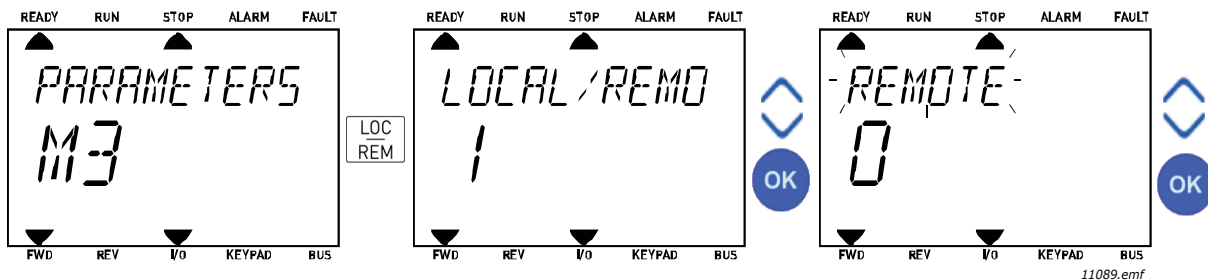 READY RUN STOP ALARM FAULT
PARAMETERS
M3
FWD REV I/O KEYPAD BUS
LOC
REM
READY RUN STOP ALARM FAULT
LOCAL/REMO
1
FWD REV I/O KEYPAD BUS
OK
READY RUN STOP ALARM FAULT
REMOTE
0
FWD REV I/O KEYPAD BUS
OK
11089.emf